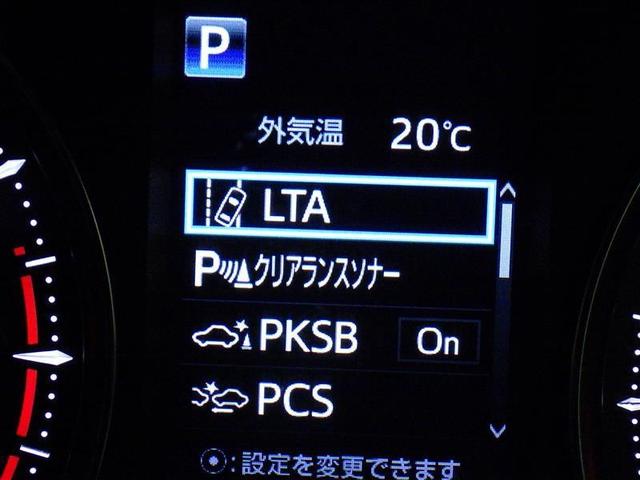 P
外気温 20℃
LTA
Pクリアランスソナー
PKSB On
PCS
:設定を変更できます